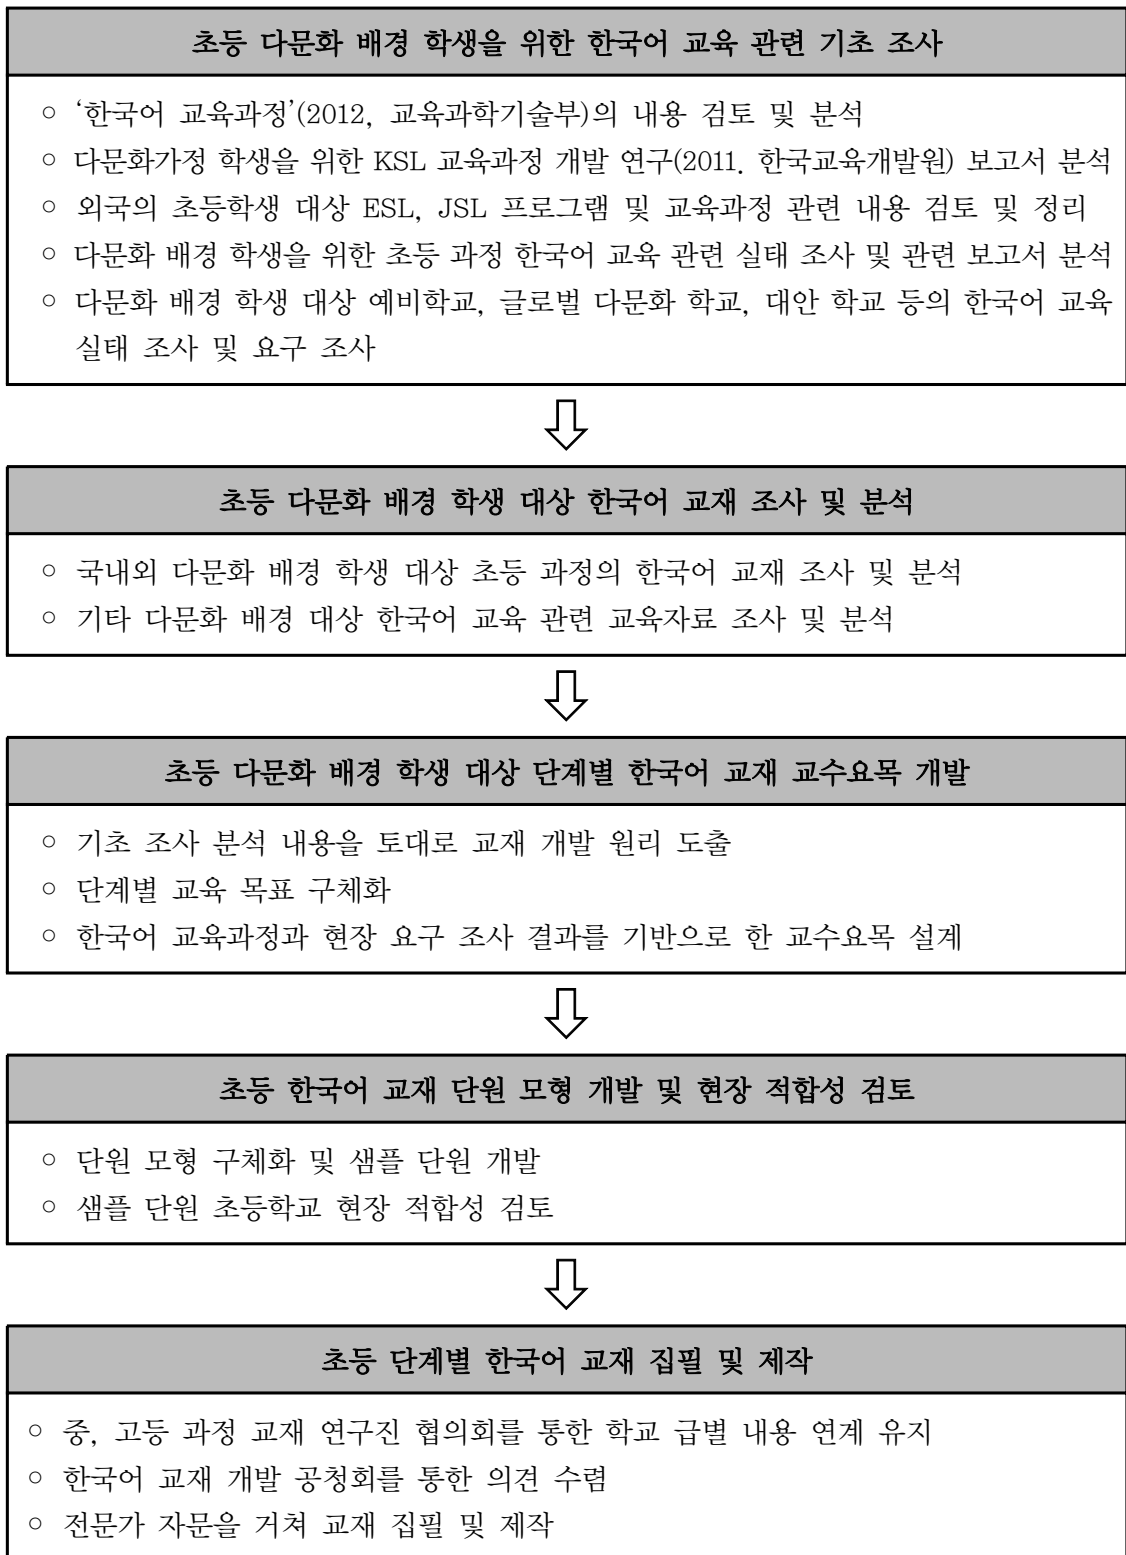 초등 다문화 배경 학생을 위한 한국어 교육 관련 기초 조사
○ ‘한국어 교육과정’(2012, 교육과학기술부)의 내용 검토 및 분석
○ 다문화가정 학생을 위한 KSL 교육과정 개발 연구(2011. 한국교육개발원) 보고서 분석
○ 외국의 초등학생 대상 ESL, JSL 프로그램 및 교육과정 관련 내용 검토 및 정리
○ 다문화 배경 학생을 위한 초등 과정 한국어 교육 관련 실태 조사 및 관련 보고서 분석
○ 다문화 배경 학생 대상 예비학교, 글로벌 다문화 학교, 대안 학교 등의 한국어 교육
실태 조사 및 요구 조사
초등 다문화 배경 학생 대상 한국어 교재 조사 및 분석
○ 국내외 다문화 배경 학생 대상 초등 과정의 한국어 교재 조사 및 분석
○ 기타 다문화 배경 대상 한국어 교육 관련 교육자료 조사 및 분석
초등 다문화 배경 학생 대상 단계별 한국어 교재 교수요목 개발
○ 기초 조사 분석 내용을 토대로 교재 개발 원리 도출
○ 단계별 교육 목표 구체화
○ 한국어 교육과정과 현장 요구 조사 결과를 기반으로 한 교수요목 설계
초등 한국어 교재 단원 모형 개발 및 현장 적합성 검토
○ 단원 모형 구체화 및 샘플 단원 개발
○ 샘플 단원 초등학교 현장 적합성 검토
초등 단계별 한국어 교재 집필 및 제작
○ 중, 고등 과정 교재 연구진 협의회를 통한 학교 급별 내용 연계 유지
○ 한국어 교재 개발 공청회를 통한 의견 수렴
○ 전문가 자문을 거쳐 교재 집필 및 제작